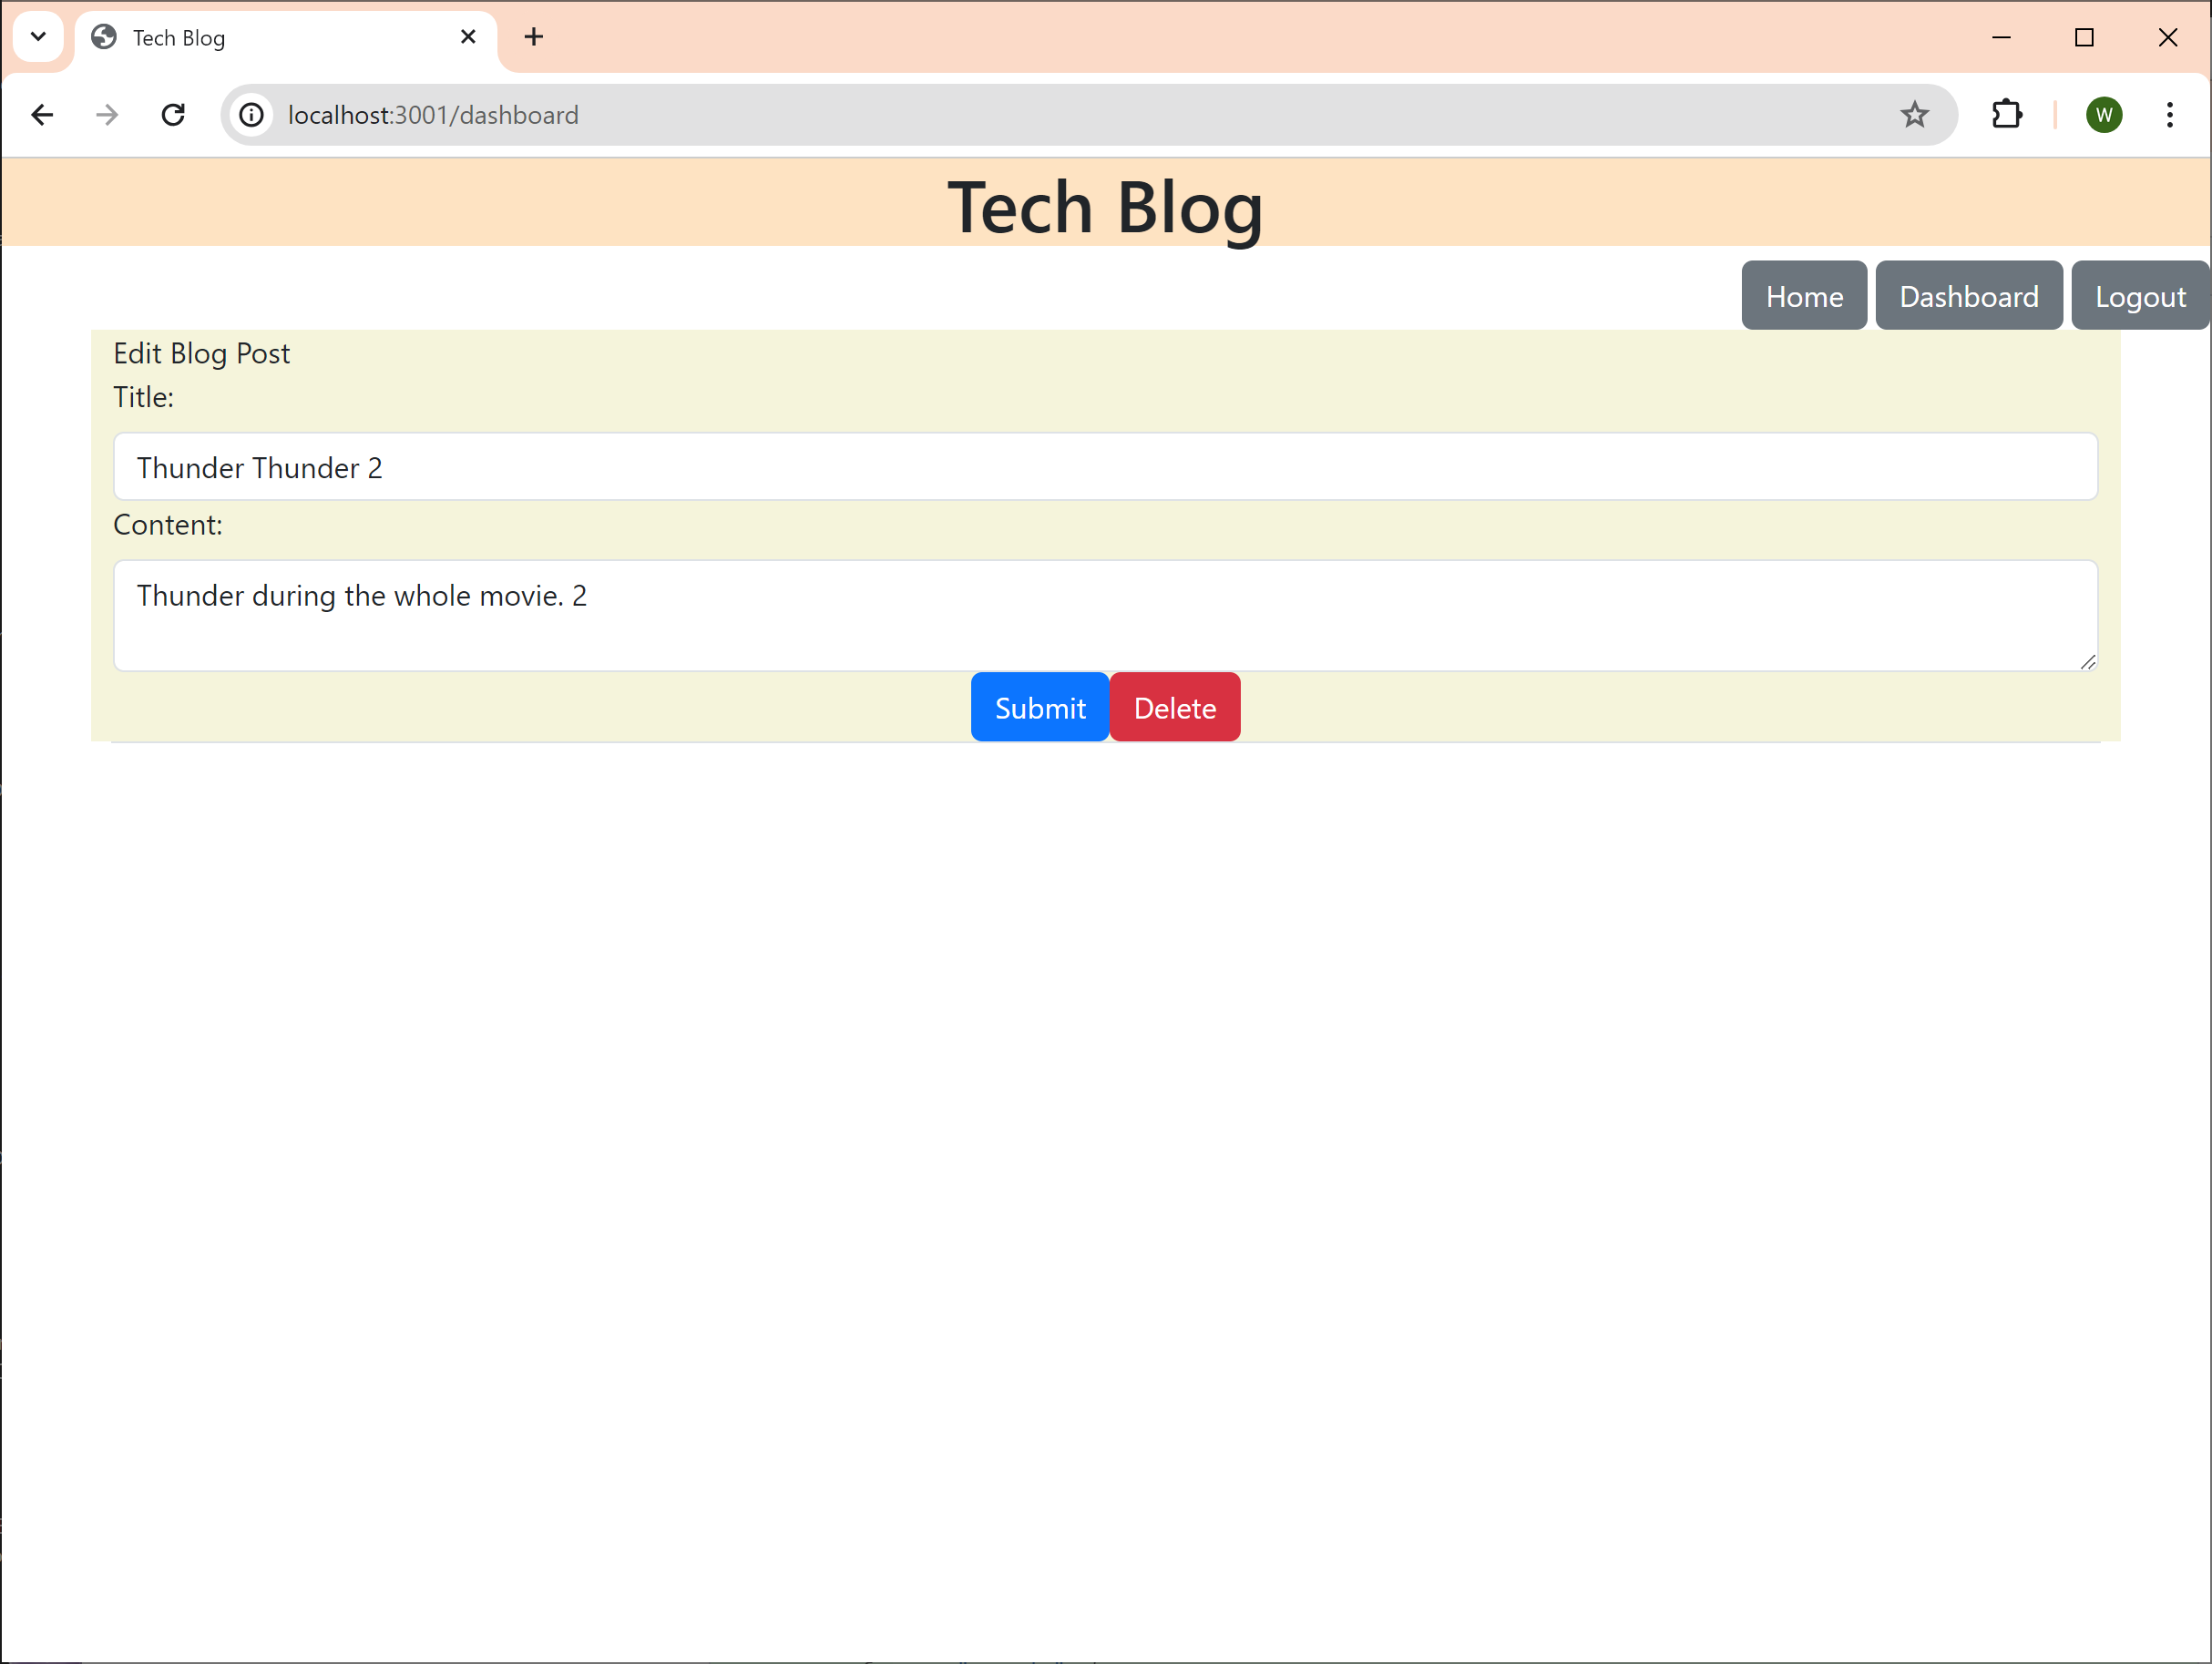 Tech Blog
localhost:3001/dashboard
W
Tech Blog
Home Dashboard Logout
Edit Blog Post
Title:
Thunder Thunder 2
Content:
Thunder during the whole movie. 2
Submit Delete